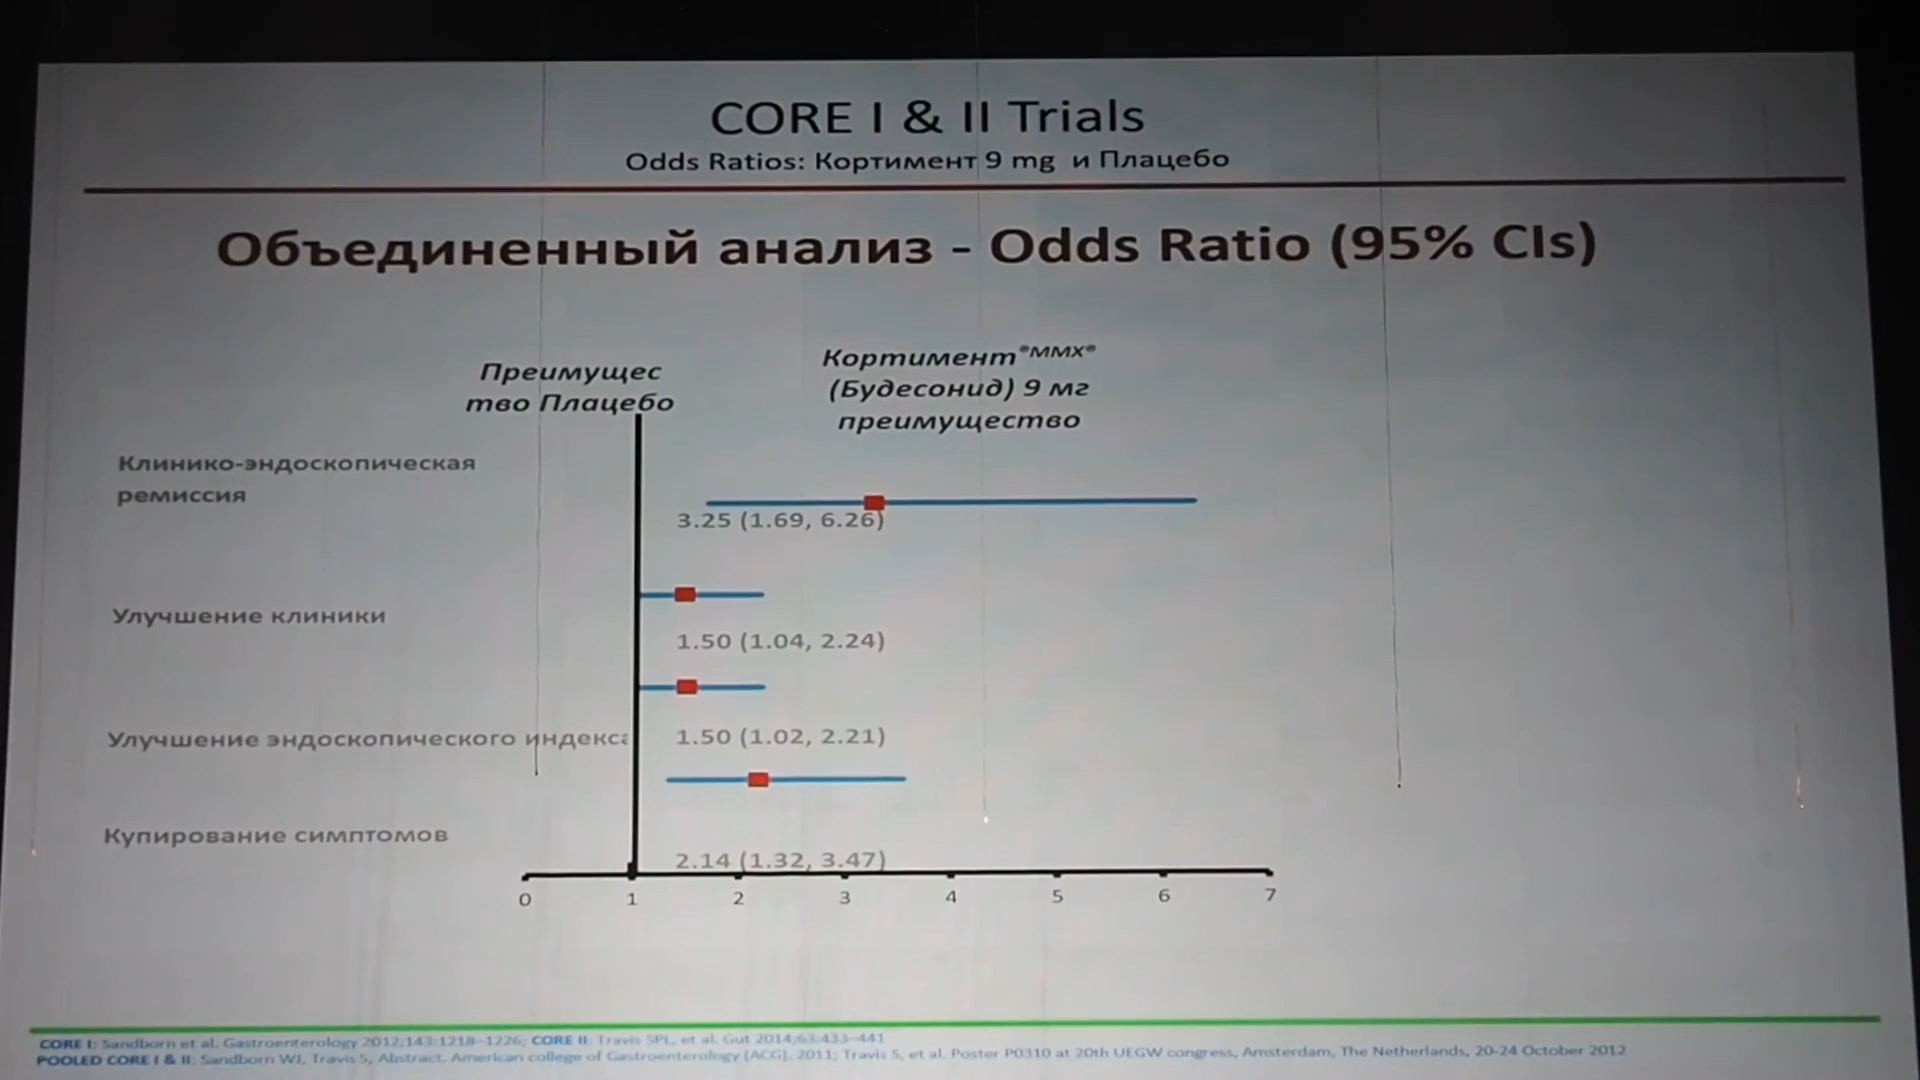 CORE I & II Trials
Odds Ratios: Кортимент 9 mg и Плацебо
Объединенный анализ - Odds Ratio (95% CIs)
Преимущес
тво Плацебо
Кортимент®MMX®
(Будесонид) 9 мг
преимущество
Клинико-эндоскопическая
ремиссия
3.25 (1.69, 6.26)
Улучшение клиники
1.50 (1.04, 2.24)
Улучшение эндоскопического индекса
1.50 (1.02, 2.21)
Купирование симптомов
2.14 (1.32, 3.47)
0 1 2 3 4 5 6 7
CORE I: Sandborn et al. Gastroenterology 2012;143:1218–1226; CORE II: Travis SPL, et al. Gut 2014;63:433–441
POOLED CORE I & II: Sandborn WJ, Travis S, Abstract. American college of Gastroenterology (ACG). 2011; Travis S, et al. Poster P0310 at 20th UEGW congress, Amsterdam, The Netherlands, 20-24 October 2012